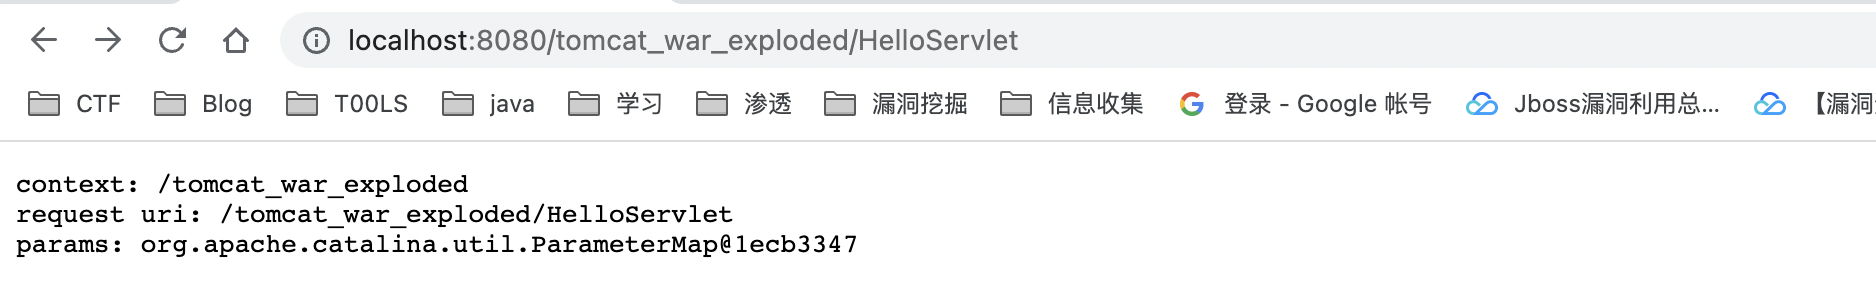 localhost:8080/tomcat_war_exploded/HelloServlet
CTF Blog T00LS java 学习 渗透 漏洞挖掘 信息收集 登录 - Google 帐号 Jboss漏洞利用总... 【漏洞
context: /tomcat_war_exploded
request uri: /tomcat_war_exploded/HelloServlet
params: org.apache.catalina.util.ParameterMap@1ecb3347